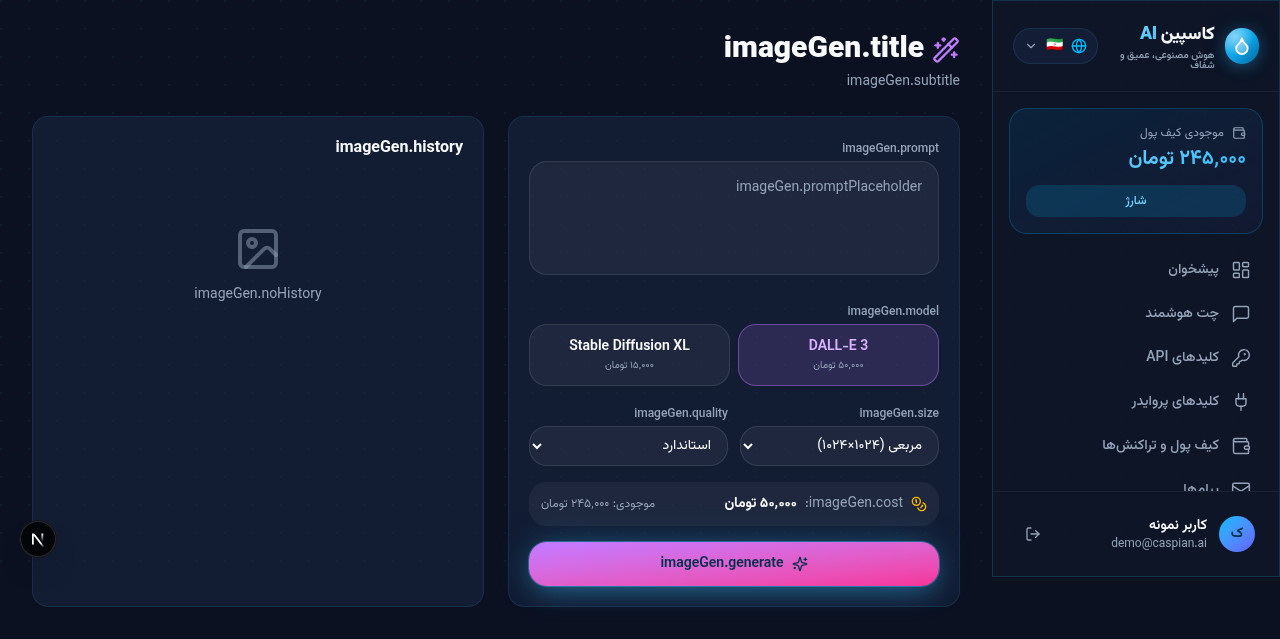 کاسپین AI
هوش مصنوعی، عمیق و
شفاف
موجودی کیف پول
۲۴۵,۰۰۰ تومان
شارژ
پیشخوان
چت هوشمند
کلیدهای API
کلیدهای پروایدر
کیف پول و تراکنش‌ها
پیام‌ها
کاربر نمونه
demo@caspian.ai
ک
imageGen.title
imageGen.subtitle
imageGen.prompt
imageGen.promptPlaceholder
imageGen.model
DALL-E 3
۵۰,۰۰۰ تومان
Stable Diffusion XL
۱۵,۰۰۰ تومان
imageGen.size
مربعی (۱۰۲۴×۱۰۲۴)
imageGen.quality
استاندارد
imageGen.cost: ۵۰,۰۰۰ تومان
موجودی: ۲۴۵,۰۰۰ تومان
imageGen.generate
imageGen.history
imageGen.noHistory
N